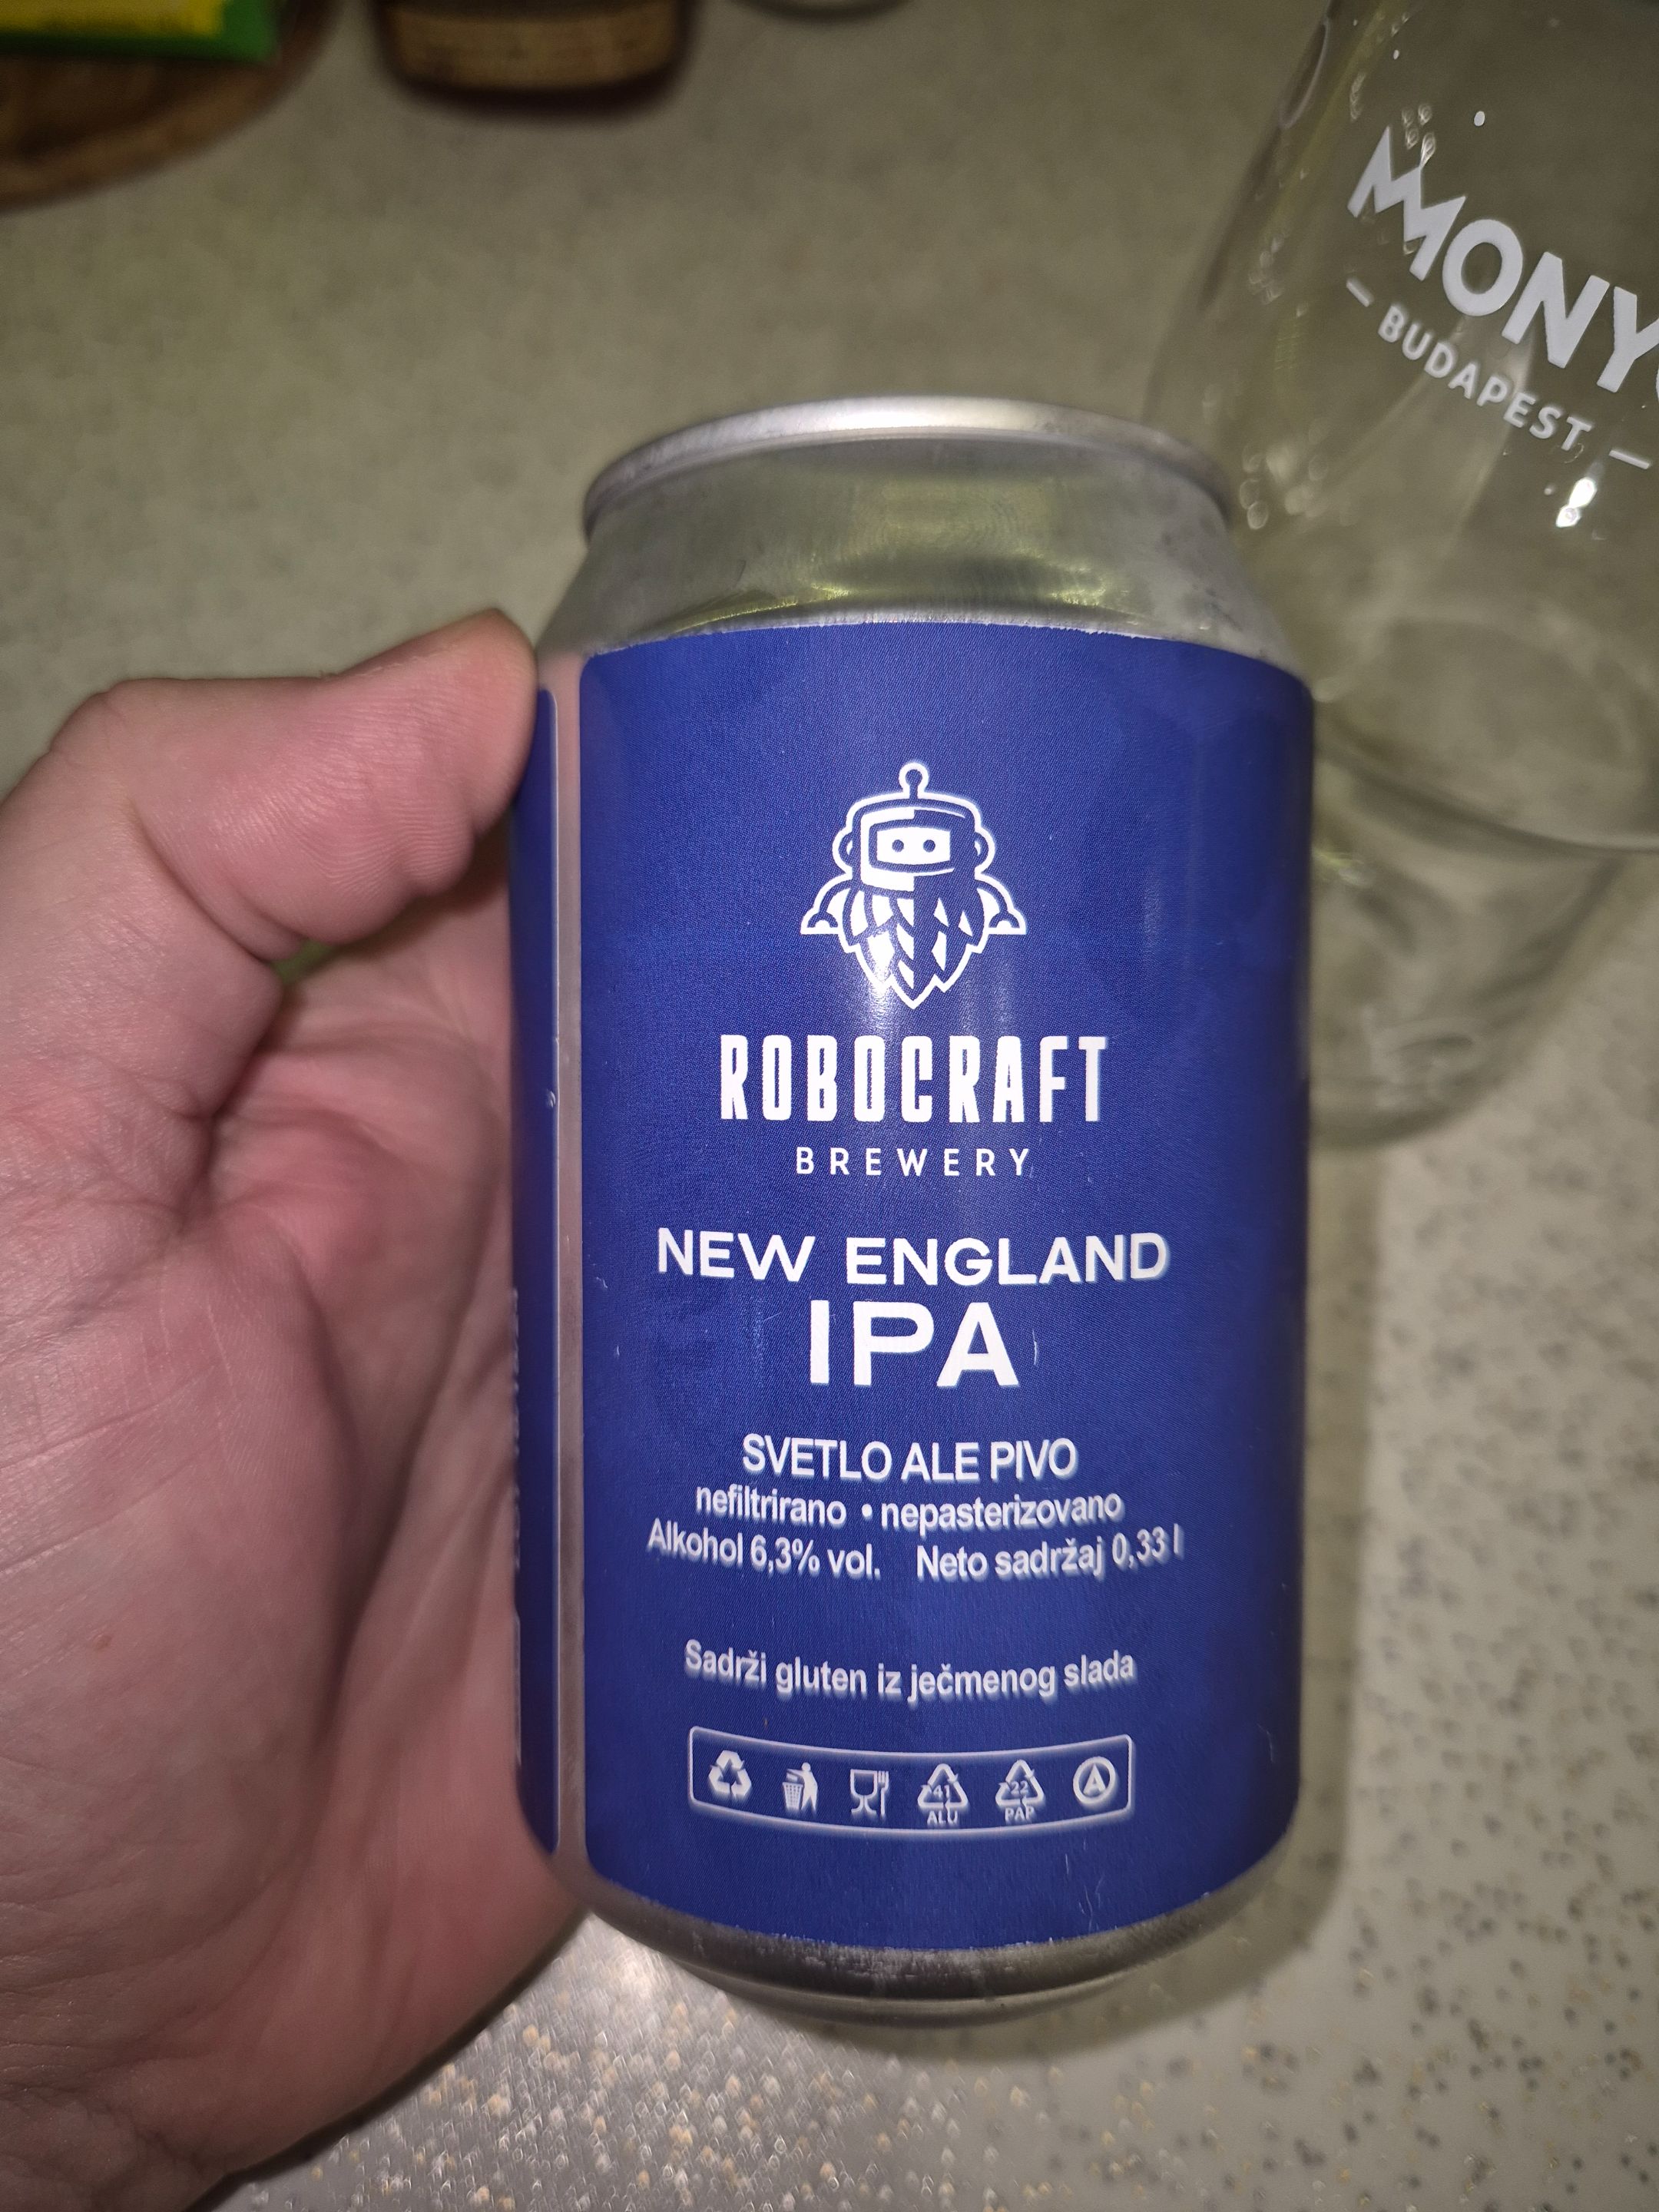 MONY
– BUDAPEST –
ROBOCRAFT
BREWERY
NEW ENGLAND
IPA
SVETLO ALE PIVO
nefiltrirano • nepasterizovano
Alkohol 6,3% vol. Neto sadržaj 0,33 l
Sadrži gluten iz ječmenog slada
41 22 A
ALU PAP